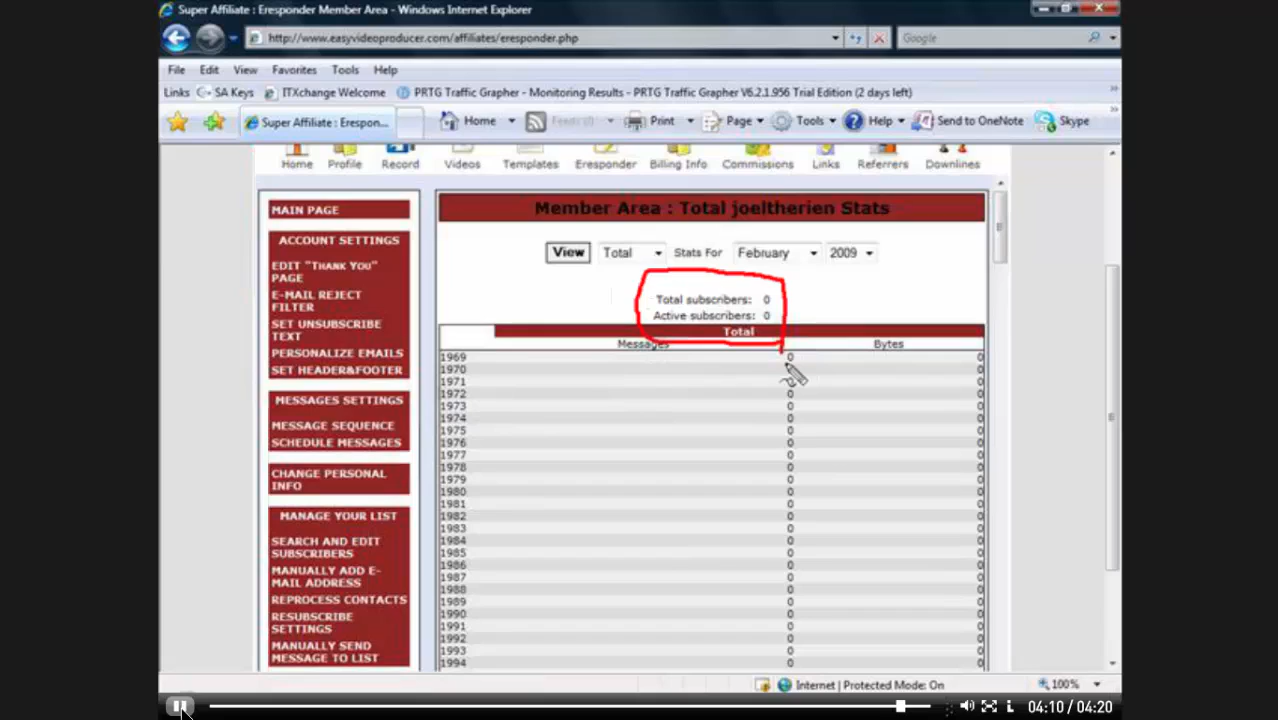 Super Affiliate : Eresponder Member Area - Windows Internet Explorer
http://www.easyvideoproducer.com/affiliates/eresponder.php
Google
File Edit View Favorites Tools Help
Links SA Keys ITXchange Welcome PRTG Traffic Grapher - Monitoring Results - PRTG Traffic Grapher V6.2.1.956 Trial Edition (2 days left)
Super Affiliate : Erespon... Home Feeds (0) Print Page Tools Help Send to OneNote Skype
Home Profile Record Videos Templates Eresponder Billing Info Commissions Links Referrers Downlines
MAIN PAGE
ACCOUNT SETTINGS
EDIT "THANK YOU"
PAGE
E-MAIL REJECT
FILTER
SET UNSUBSCRIBE
TEXT
PERSONALIZE EMAILS
SET HEADER&FOOTER
MESSAGES SETTINGS
MESSAGE SEQUENCE
SCHEDULE MESSAGES
CHANGE PERSONAL
INFO
MANAGE YOUR LIST
SEARCH AND EDIT
SUBSCRIBERS
MANUALLY ADD E-
MAIL ADDRESS
REPROCESS CONTACTS
RESUBSCRIBE
SETTINGS
MANUALLY SEND
MESSAGE TO LIST
Member Area : Total joeltherien Stats
View Total Stats For February 2009
Total subscribers: 0
Active subscribers: 0
Total
Messages Bytes
1969 0 0
1970 0
1971 0
1972 0 0
1973 0 0
1974 0 0
1975 0 0
1976 0 0
1977 0 0
1978 0 0
1979 0 0
1980 0 0
1981 0 0
1982 0 0
1983 0 0
1984 0 0
1985 0 0
1986 0 0
1987 0 0
1988 0 0
1989 0 0
1990 0 0
1991 0 0
1992 0 0
1993 0 0
1994 0 0
Internet | Protected Mode: On 100%
04:10 / 04:20